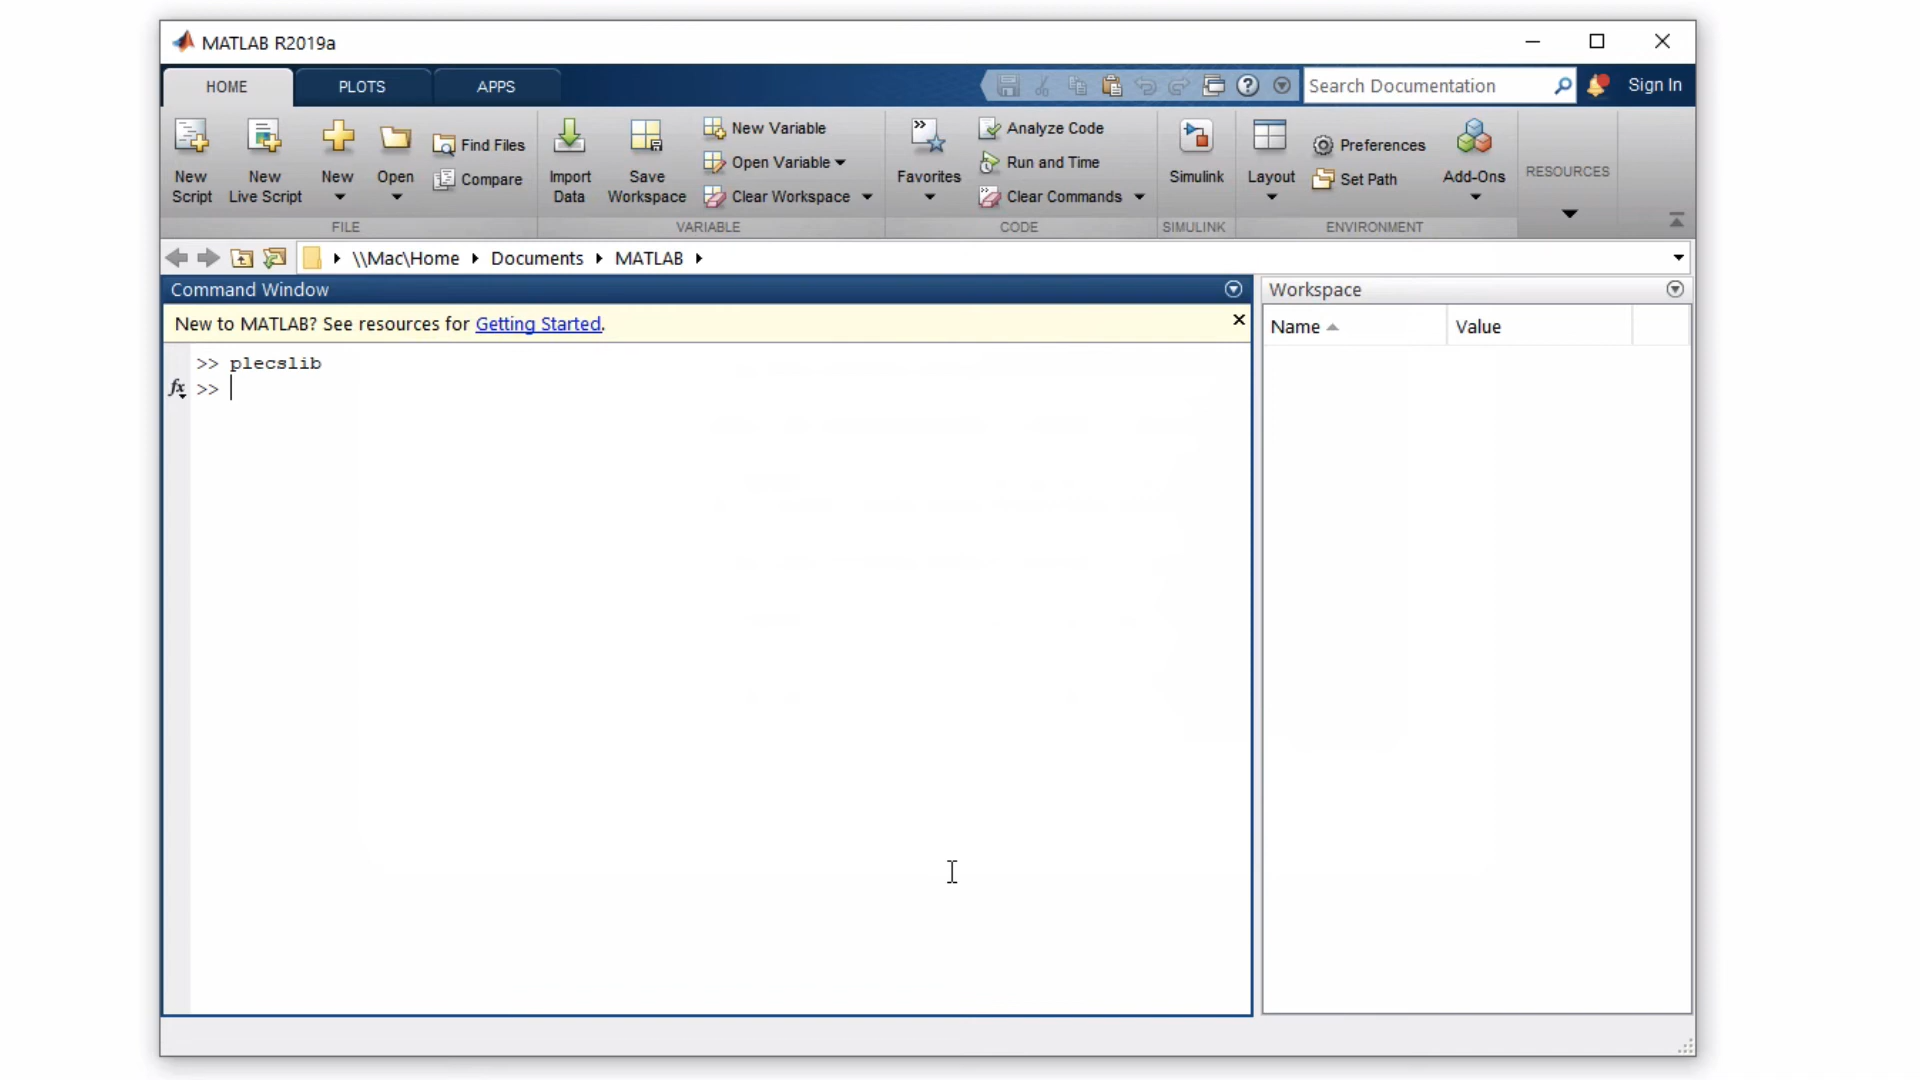 MATLAB R2019a
HOME PLOTS APPS Search Documentation Sign In
New Script
New Live Script
New
Open
Find Files
Compare
Import Data
Save Workspace
New Variable
Open Variable
Clear Workspace
Favorites
Analyze Code
Run and Time
Clear Commands
Simulink
Layout
Preferences
Set Path
Add-Ons
RESOURCES
FILE VARIABLE CODE SIMULINK ENVIRONMENT
\\Mac\Home Documents MATLAB
Command Window
New to MATLAB? See resources for Getting Started.
>> plecslib
fx >>
Workspace
Name Value